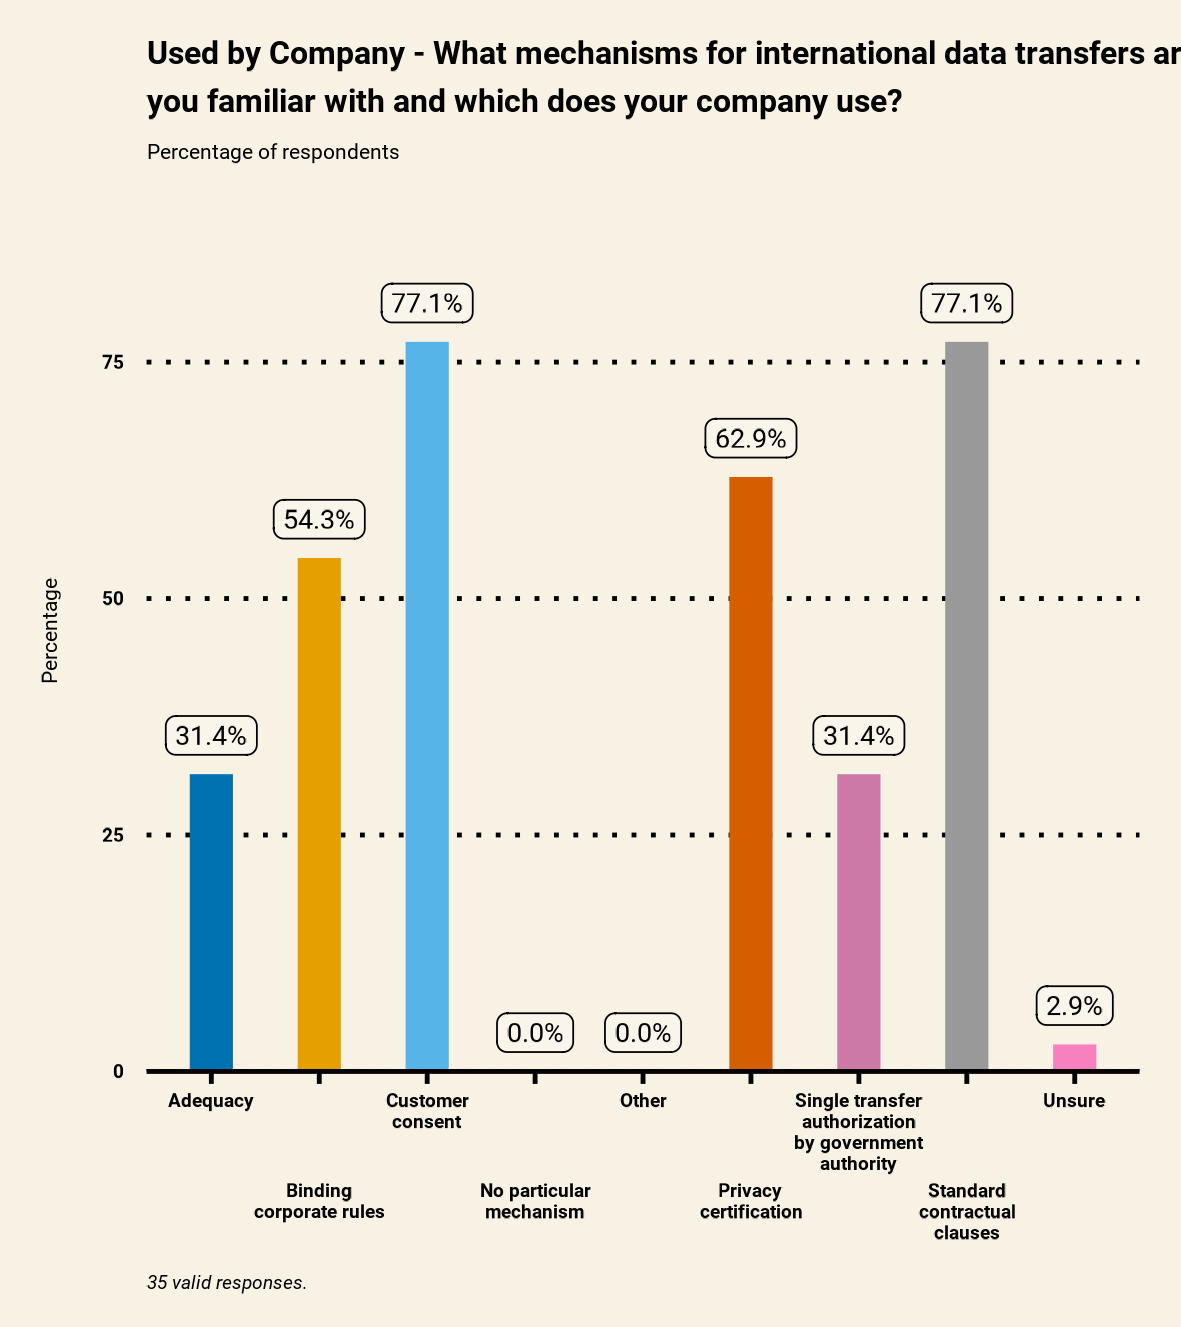 Used by Company - What mechanisms for international data transfers
you familiar with and which does your company use?
Percentage of respondents
77.1%
77.1%
75
62.9%
54.3%
50
Percentage
31.4%
31.4%
25
2.9%
0.0%
0.0%
0
Adequacy
Customer
consent
Other
Single transfer
authorization
by government
authority
Unsure
Binding
corporate rules
No particular
mechanism
Privacy
certification
Standard
contractual
clauses
35 valid responses.